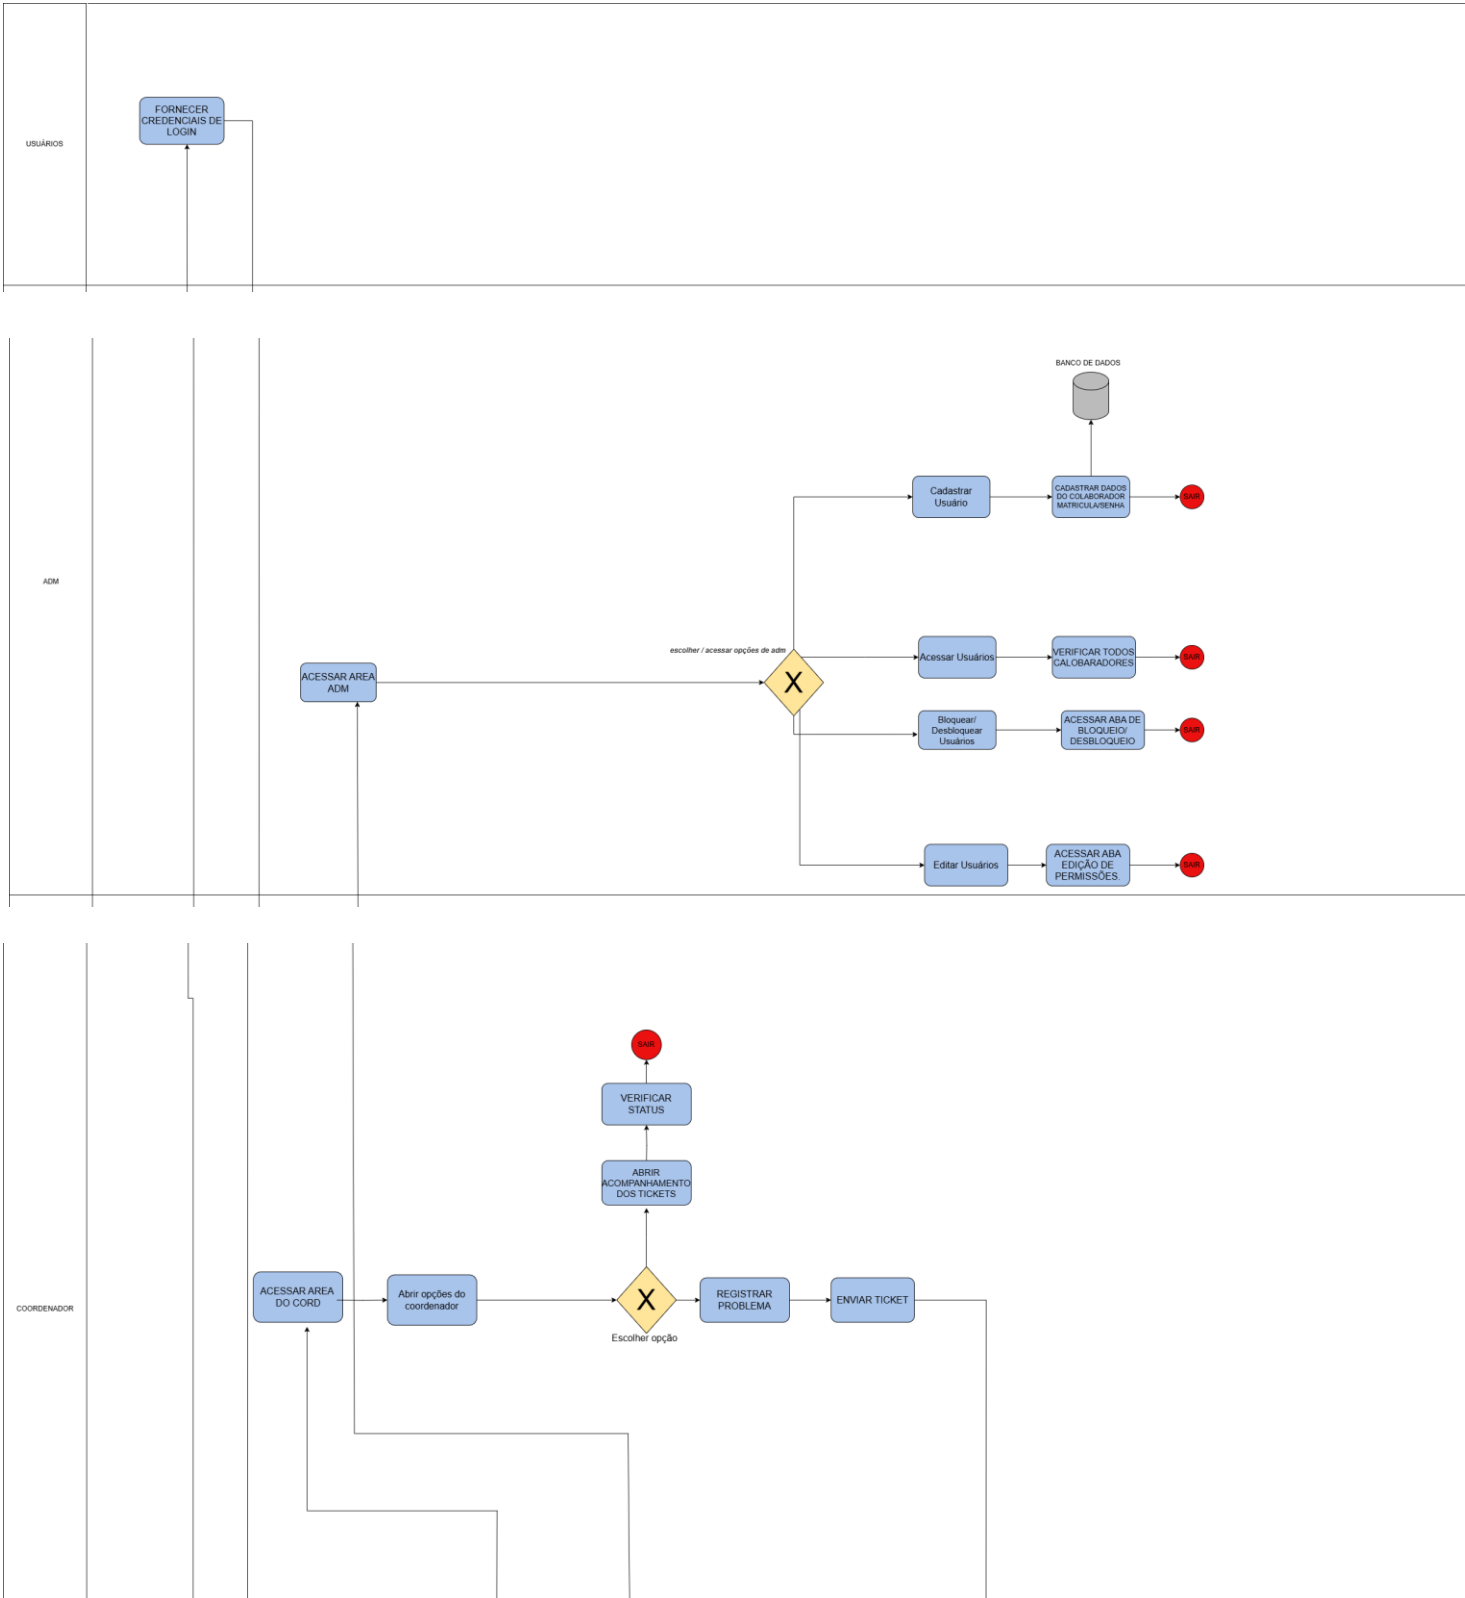 FORNECER
CREDENCIAIS DE
LOGIN
USUÁRIOS
BANCO DE DADOS
Cadastrar
Usuário
CADASTRAR DADOS
DO COLABORADOR
MATRICULA/SENHA
SAIR
ADM
escolher / acessar opções de adm
X
Acessar Usuários
VERIFICAR TODOS
CALOBARADORES
SAIR
ACESSAR AREA
ADM
Bloquear/
Desbloquear
Usuários
ACESSAR ABA DE
BLOQUEIO/
DESBLOQUEIO
SAIR
Editar Usuários
ACESSAR ABA
EDIÇÃO DE
PERMISSÕES.
SAIR
SAIR
VERIFICAR
STATUS
ABRIR
ACOMPANHAMENTO
DOS TICKETS
COORDENADOR
ACESSAR AREA
DO CORD
Abrir opções do
coordenador
X
Escolher opção
REGISTRAR
PROBLEMA
ENVIAR TICKET